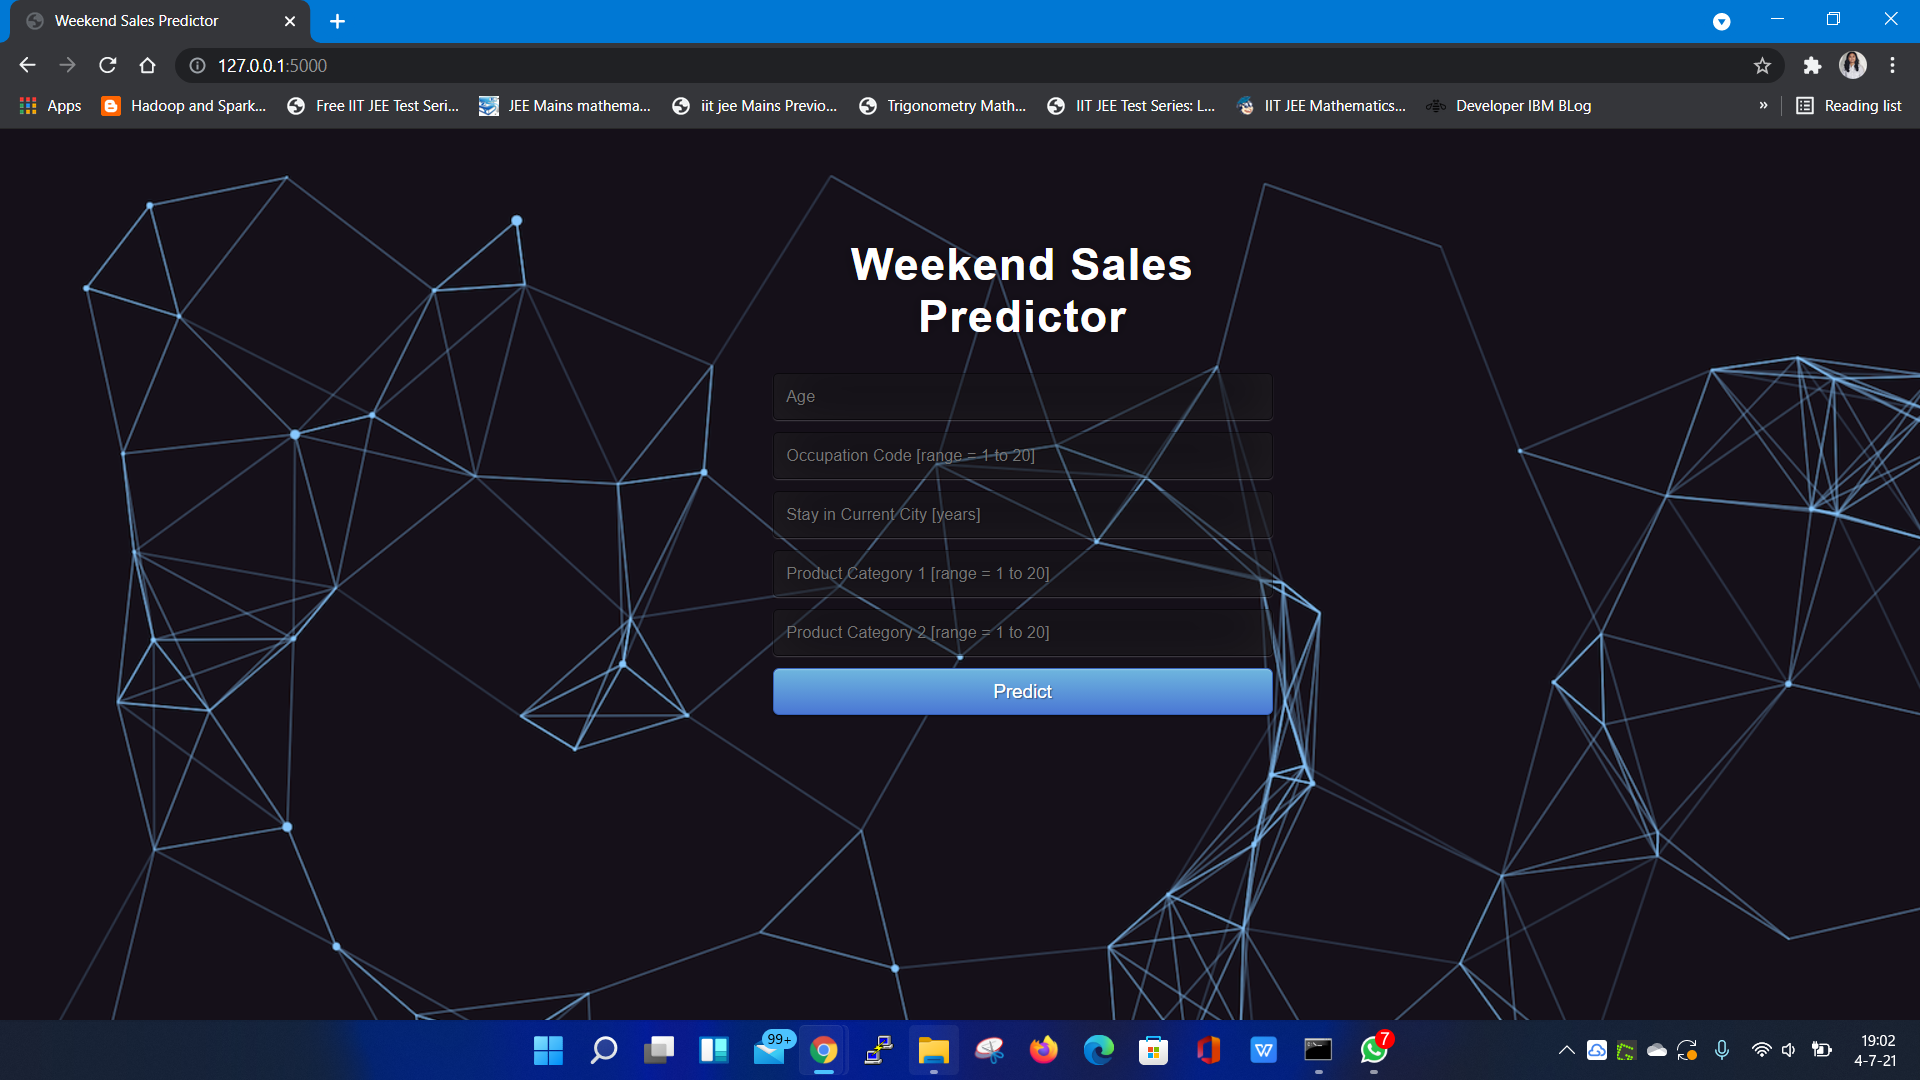 Weekend Sales Predictor
127.0.0.1:5000
Apps
Hadoop and Spark...
Free IIT JEE Test Seri...
JEE Mains mathema...
iit jee Mains Previo...
Trigonometry Math...
IIT JEE Test Series: L...
IIT JEE Mathematics...
Developer IBM BLog
»
Reading list
Weekend Sales
Predictor
Age
Occupation Code [range = 1 to 20]
Stay in Current City [years]
Product Category 1 [range = 1 to 20]
Product Category 2 [range = 1 to 20]
Predict
99+
W
7
19:02
4-7-21